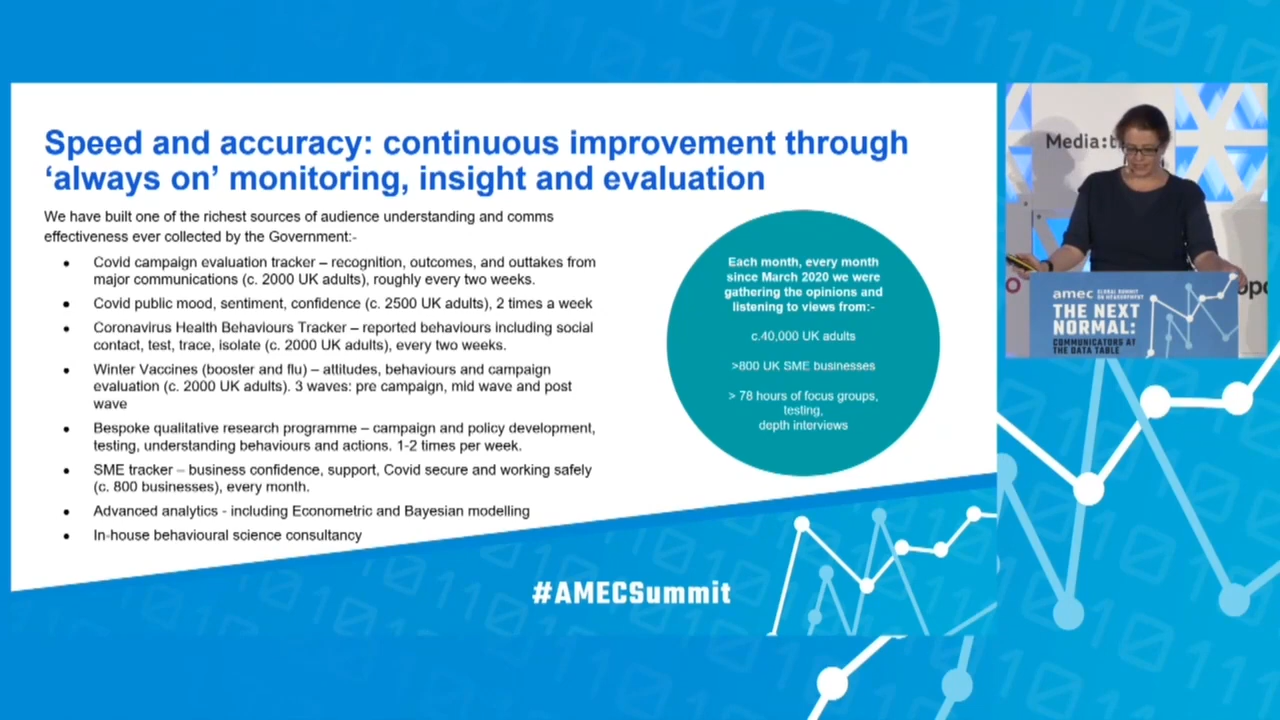 Speed and accuracy: continuous improvement through
‘always on’ monitoring, insight and evaluation
We have built one of the richest sources of audience understanding and comms
effectiveness ever collected by the Government:-
• Covid campaign evaluation tracker – recognition, outcomes, and outtakes from
major communications (c. 2000 UK adults), roughly every two weeks.
• Covid public mood, sentiment, confidence (c. 2500 UK adults), 2 times a week
• Coronavirus Health Behaviours Tracker – reported behaviours including social
contact, test, trace, isolate (c. 2000 UK adults), every two weeks.
• Winter Vaccines (booster and flu) – attitudes, behaviours and campaign
evaluation (c. 2000 UK adults). 3 waves: pre campaign, mid wave and post
wave
• Bespoke qualitative research programme – campaign and policy development,
testing, understanding behaviours and actions. 1-2 times per week.
• SME tracker – business confidence, support, Covid secure and working safely
(c. 800 businesses), every month.
• Advanced analytics - including Econometric and Bayesian modelling
• In-house behavioural science consultancy
Each month, every month
since March 2020 we were
gathering the opinions and
listening to views from:-
c.40,000 UK adults
>800 UK SME businesses
> 78 hours of focus groups,
testing,
depth interviews
#AMECSummit
Media:
amec GLOBAL SUMMIT
ON MEASUREMENT
THE NEXT
NORMAL:
COMMUNICATORS AT
THE DATA TABLE